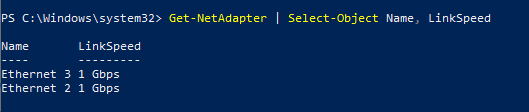 PS C:\Windows\system32> Get-NetAdapter | Select-Object Name, LinkSpeed
Name       LinkSpeed
----       ---------
Ethernet 3 1 Gbps
Ethernet 2 1 Gbps